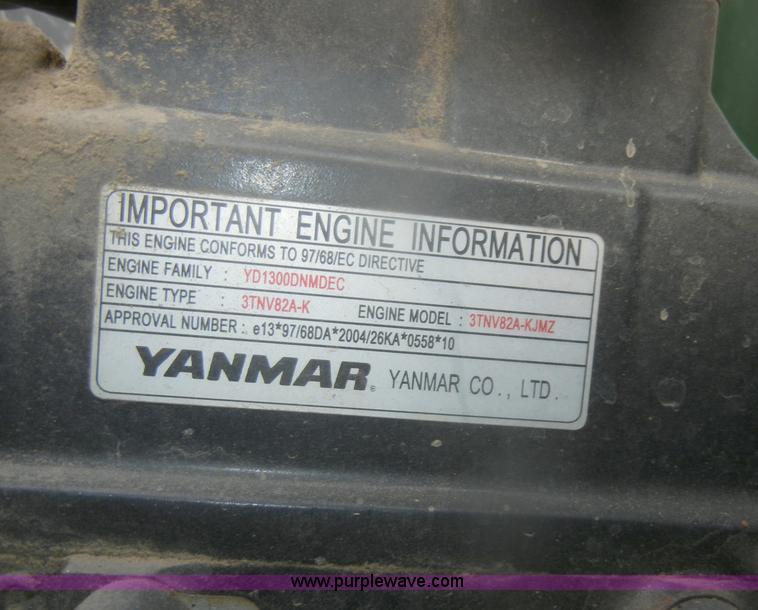 IMPORTANT ENGINE INFORMATION
THIS ENGINE CONFORMS TO 97/68/EC DIRECTIVE
ENGINE FAMILY : YD1300DNMDEC
ENGINE TYPE : 3TNV82A-K ENGINE MODEL : 3TNV82A-KJMZ
APPROVAL NUMBER : e13*97/68DA*2004/26KA*0558*10
YANMAR® YANMAR CO., LTD.
www.purplewave.com